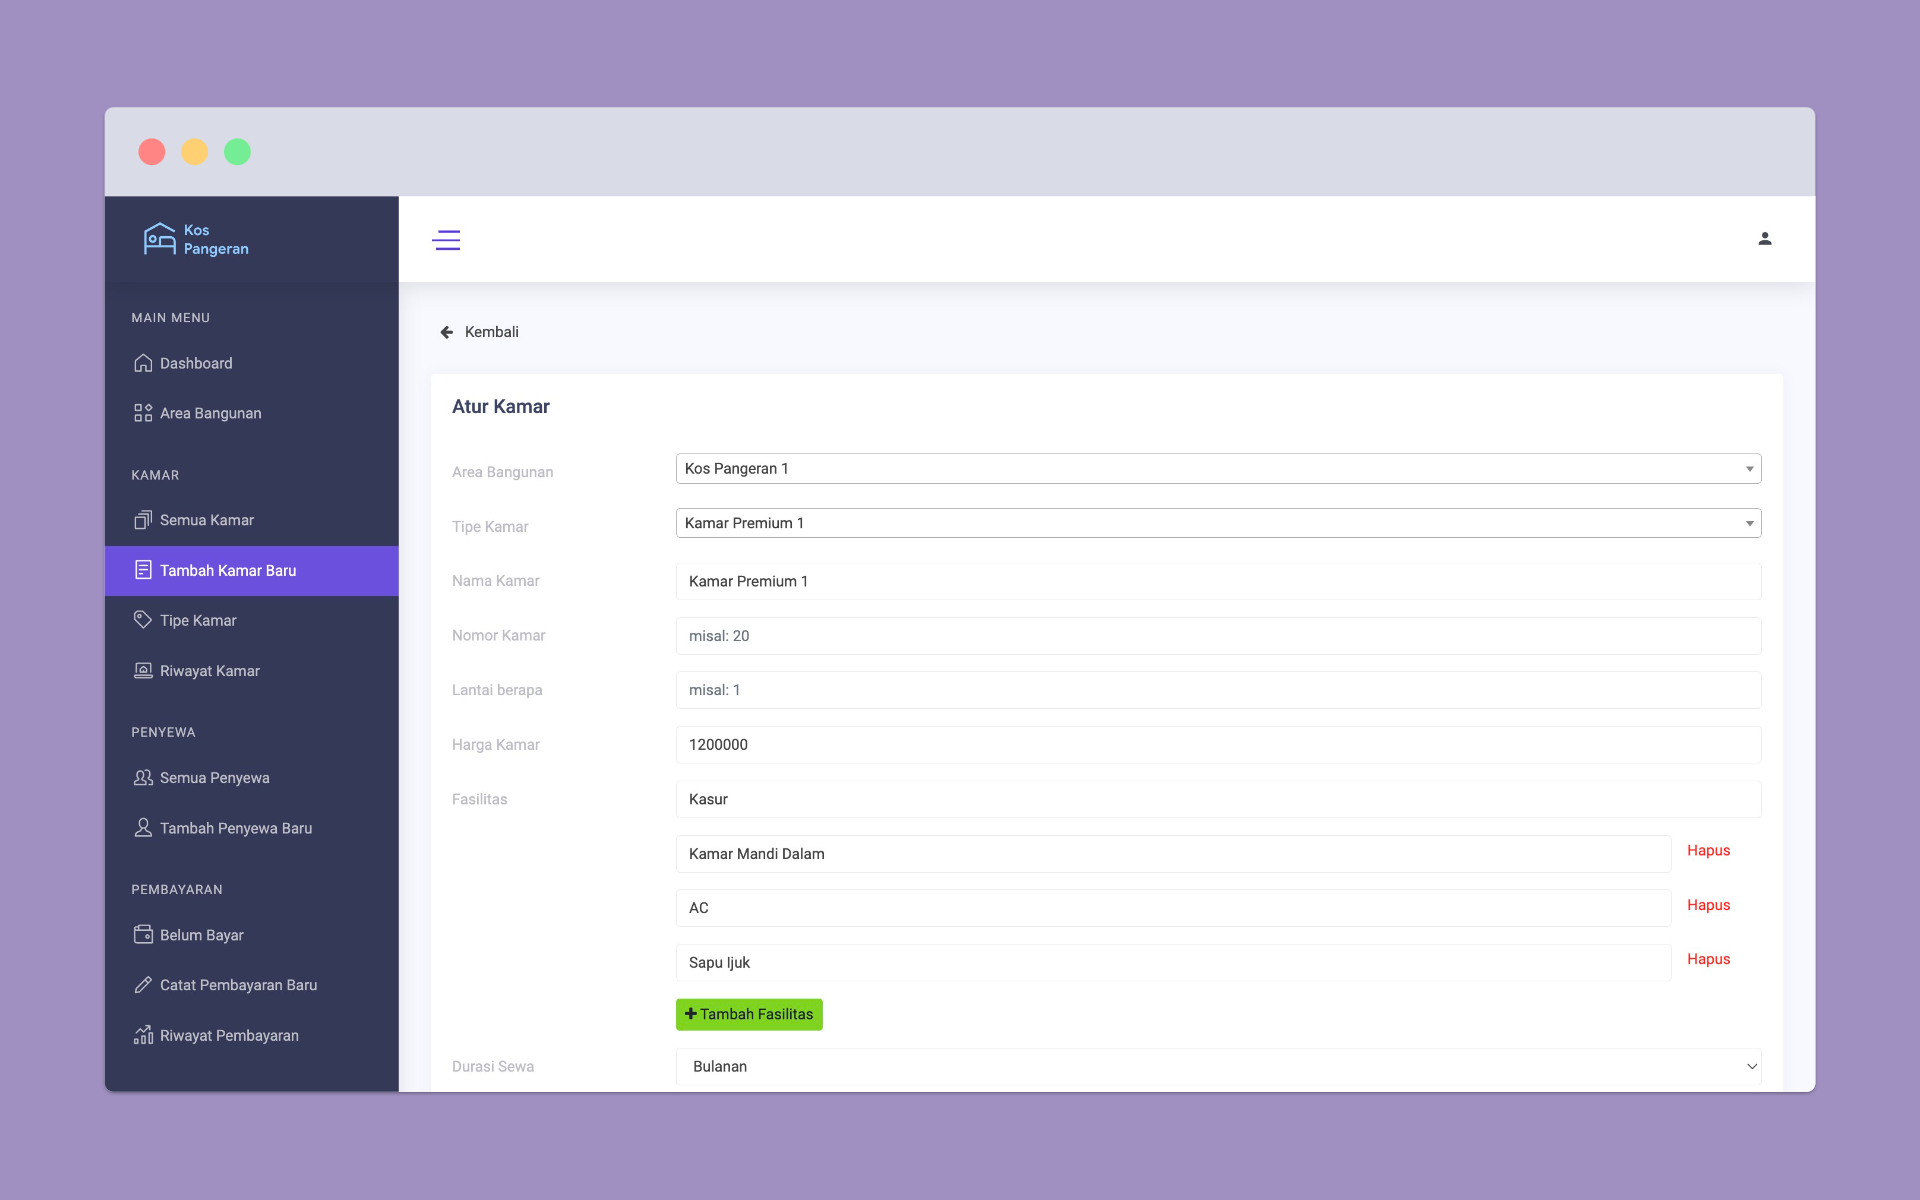 Kos
Pangeran
MAIN MENU
Dashboard
Area Bangunan
KAMAR
Semua Kamar
Tambah Kamar Baru
Tipe Kamar
Riwayat Kamar
PENYEWA
Semua Penyewa
Tambah Penyewa Baru
PEMBAYARAN
Belum Bayar
Catat Pembayaran Baru
Riwayat Pembayaran
Kembali
Atur Kamar
Area Bangunan Kos Pangeran 1
Tipe Kamar Kamar Premium 1
Nama Kamar Kamar Premium 1
Nomor Kamar misal: 20
Lantai berapa misal: 1
Harga Kamar 1200000
Fasilitas Kasur
Kamar Mandi Dalam Hapus
AC Hapus
Sapu Ijuk Hapus
Tambah Fasilitas
Durasi Sewa Bulanan